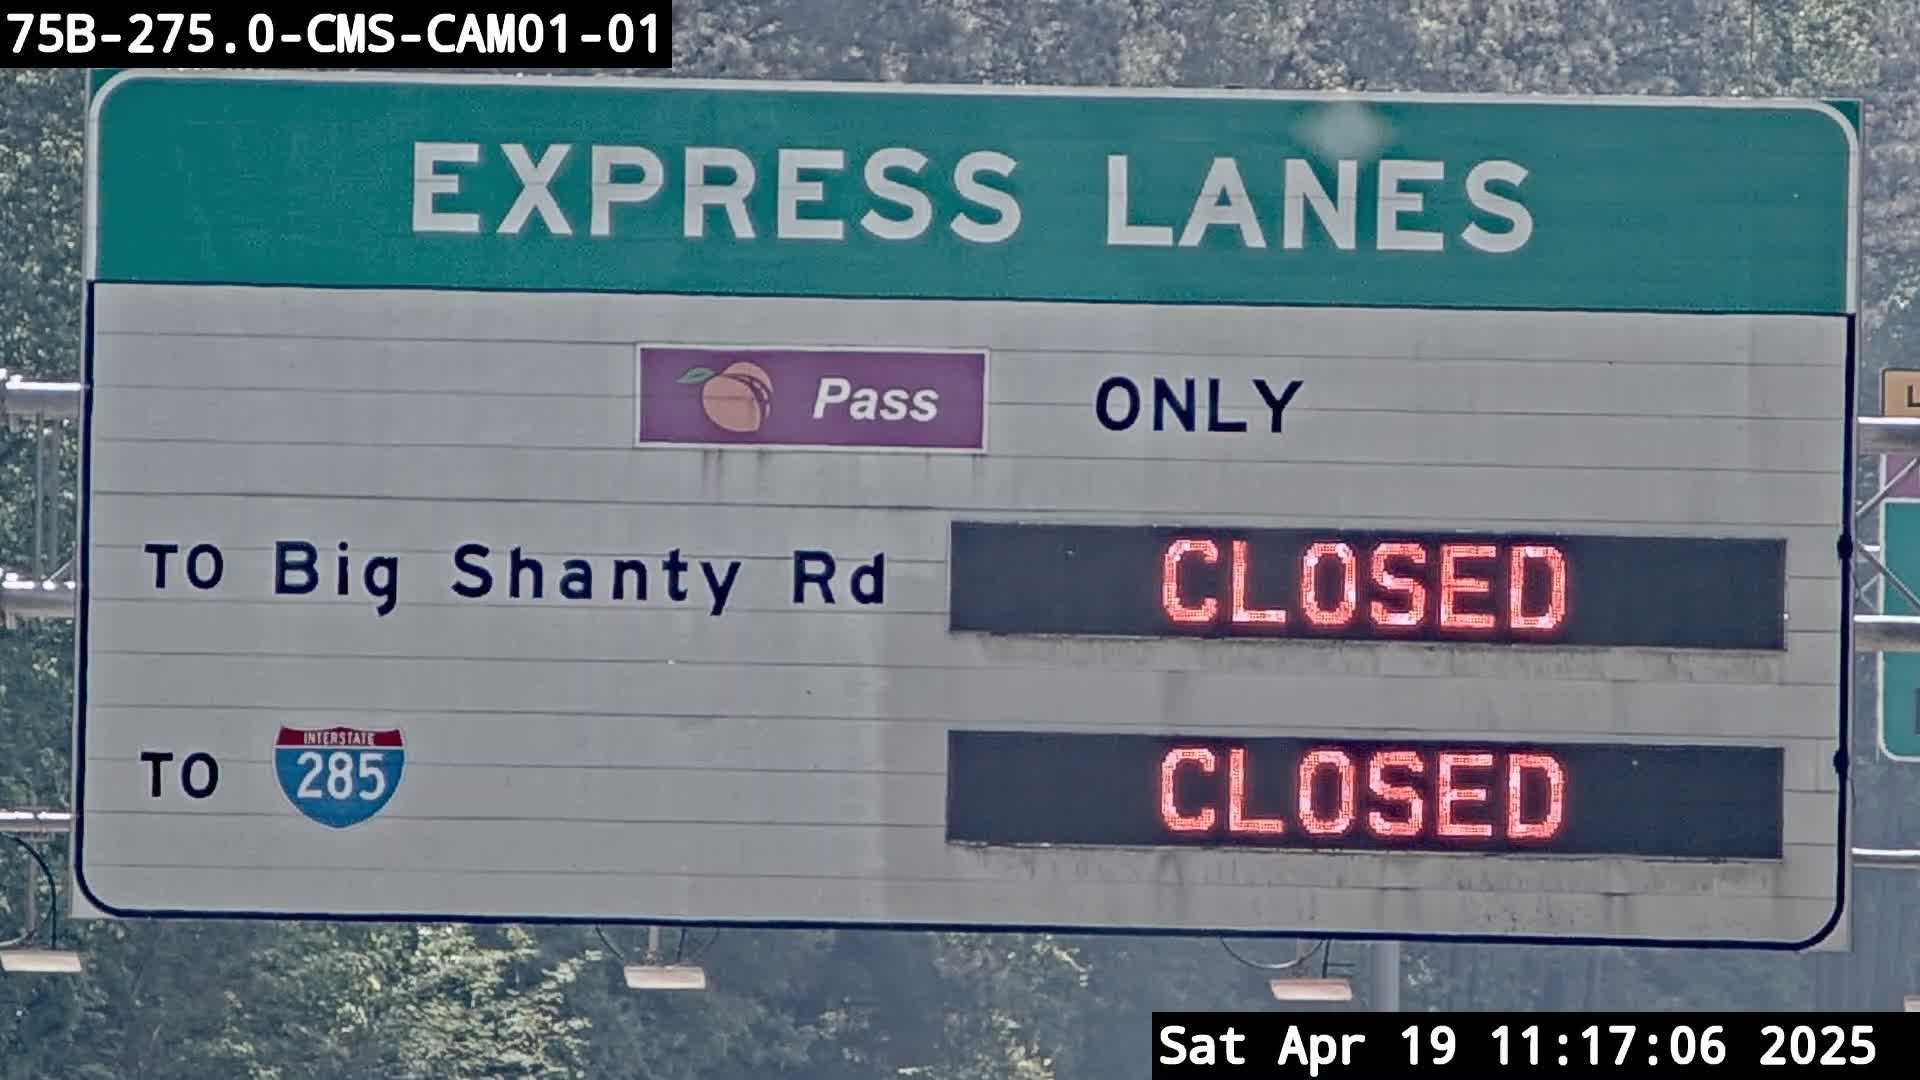 75B-275.0-CMS-CAM01-01
EXPRESS LANES
Pass ONLY
TO Big Shanty Rd CLOSED
TO INTERSTATE 285 CLOSED
Sat Apr 19 11:17:06 2025